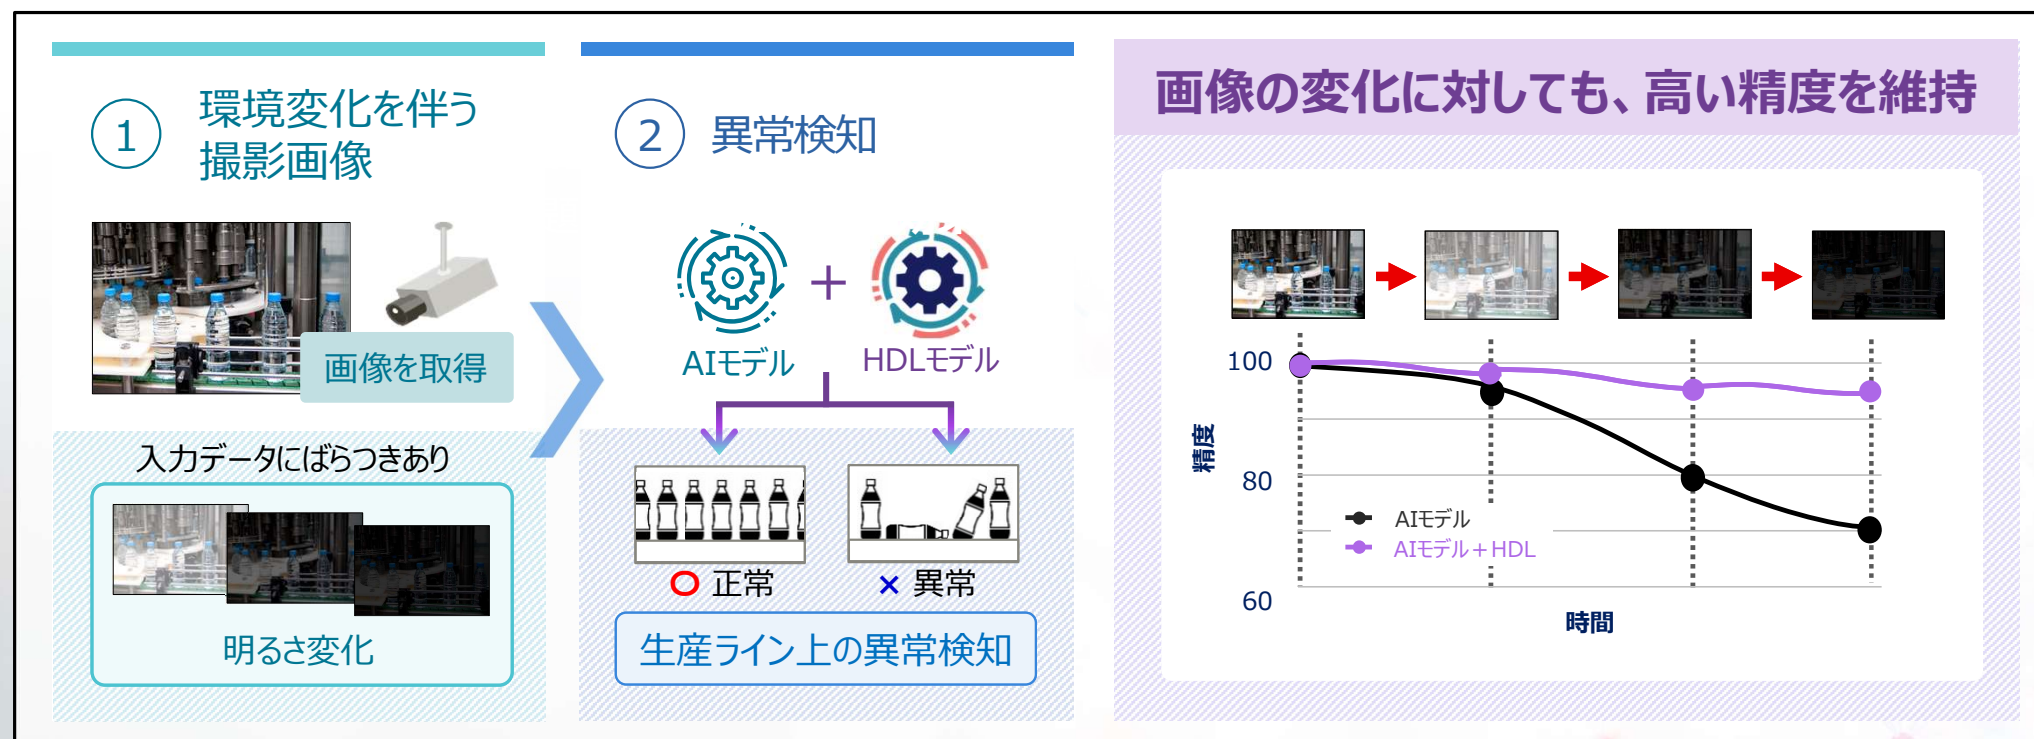 1
環境変化を伴う
撮影画像
画像を取得
入力データにばらつきあり
明るさ変化
2
異常検知
+
AIモデル
HDLモデル
正常
× 異常
生産ライン上の異常検知
画像の変化に対しても、高い精度を維持
100
80
60
精度
AIモデル
AIモデル+HDL
時間